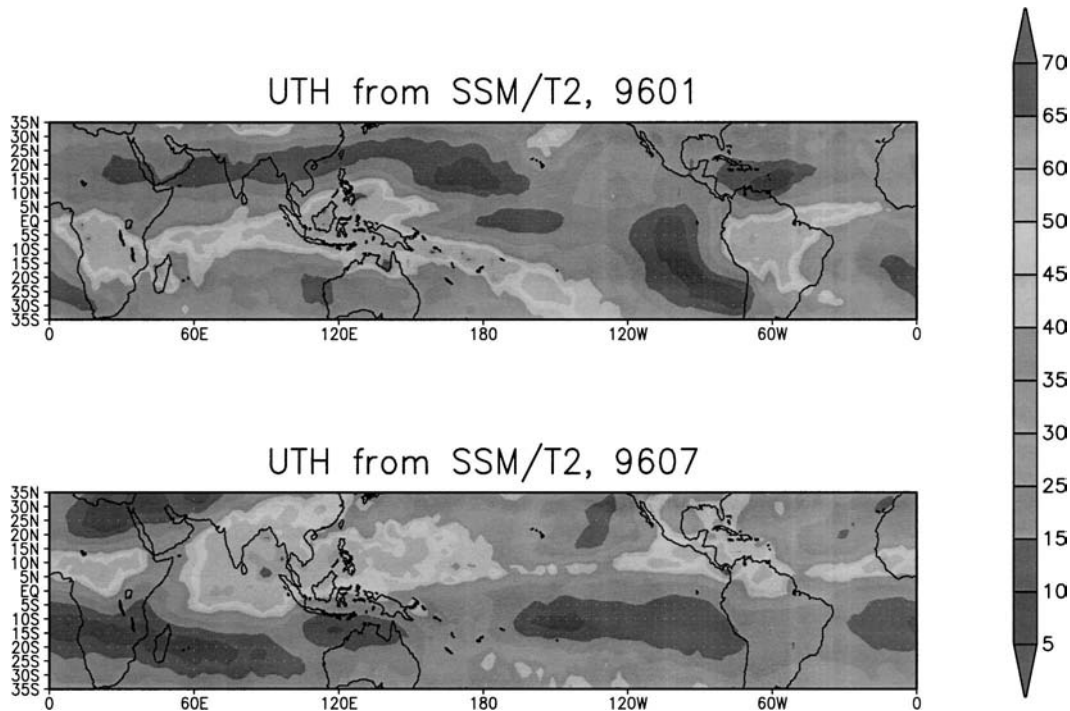 UTH from SSM/T2, 9601
35N
30N
25N
20N
15N
10N
5N
EQ
5S
10S
15S
20S
25S
30S
35S
0 60E 120E 180 120W 60W 0
UTH from SSM/T2, 9607
35N
30N
25N
20N
15N
10N
5N
EQ
5S
10S
15S
20S
25S
30S
35S
0 60E 120E 180 120W 60W 0
70
65
60
50
45
40
35
30
25
20
15
10
5